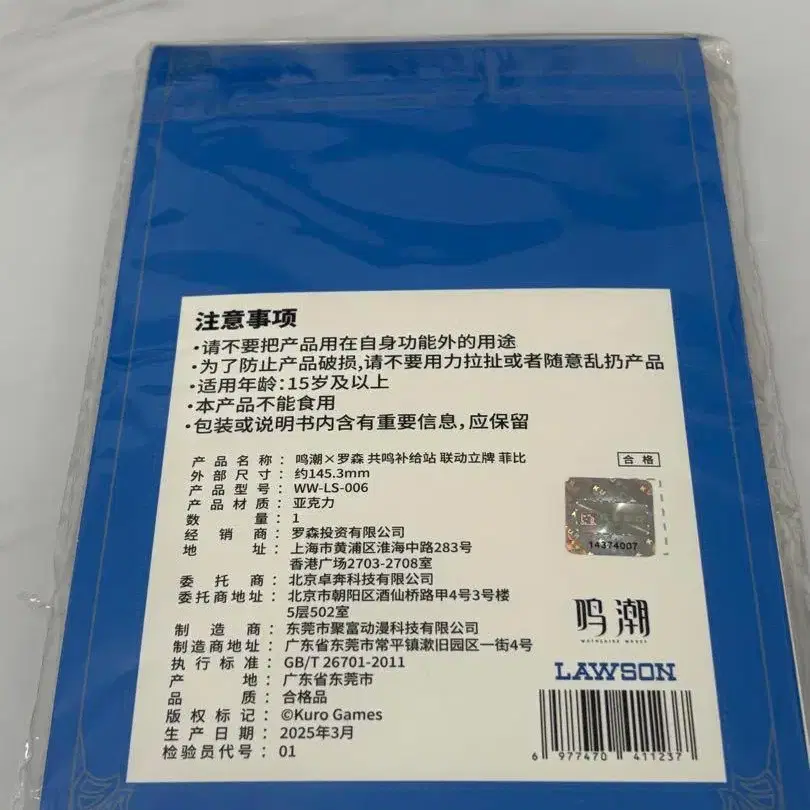 注意事项
·请不要把产品用在自身功能外的用途
·为了防止产品破损,请不要用力拉扯或者随意乱扔产品
·适用年龄:15岁及以上
·本产品不能食用
·包装或说明书内含有重要信息,应保留
产品名称：鸣潮×罗森 共鸣补给站 联动立牌 菲比
合格
外部尺寸：约145.3mm
产品型号：WW-LS-006
产品材质：亚克力
数量：1
经销商：罗森投资有限公司
地址：上海市黄浦区淮海中路283号
香港广场2703-2708室
委托商：北京卓奔科技有限公司
委托商地址：北京市朝阳区酒仙桥路甲4号3号楼
5层502室
制造商：东莞市聚富动漫科技有限公司
制造商地址：广东省东莞市常平镇漱旧园区一街4号
执行标准：GB/T 26701-2011
产地：广东省东莞市
品质：合格品
版权标记：©Kuro Games
生产日期：2025年3月
检验员代号：01
14374007
鸣潮
WUTHERING WAVES
LAWSON
6 977470 411237